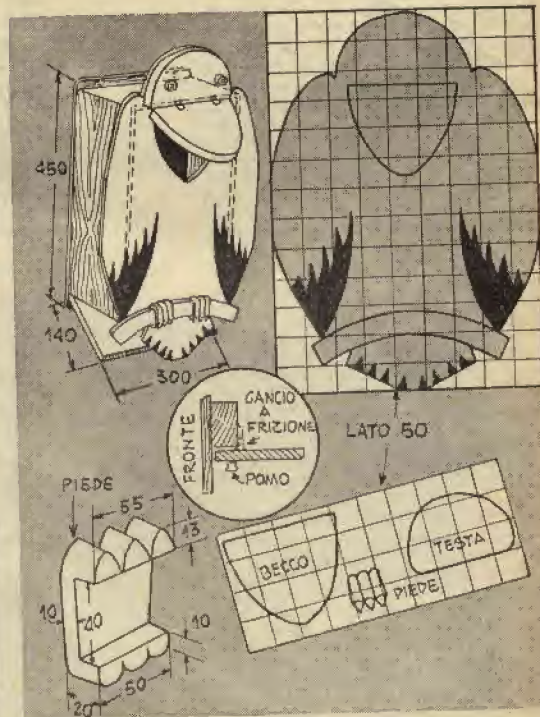 450
140
300
FRONTE
GANCIO
A
FRIZIONE
POMO
LATO 50
PIEDE
55
13
10
40
10
20
50
BECCO
PIEDE
TESTA